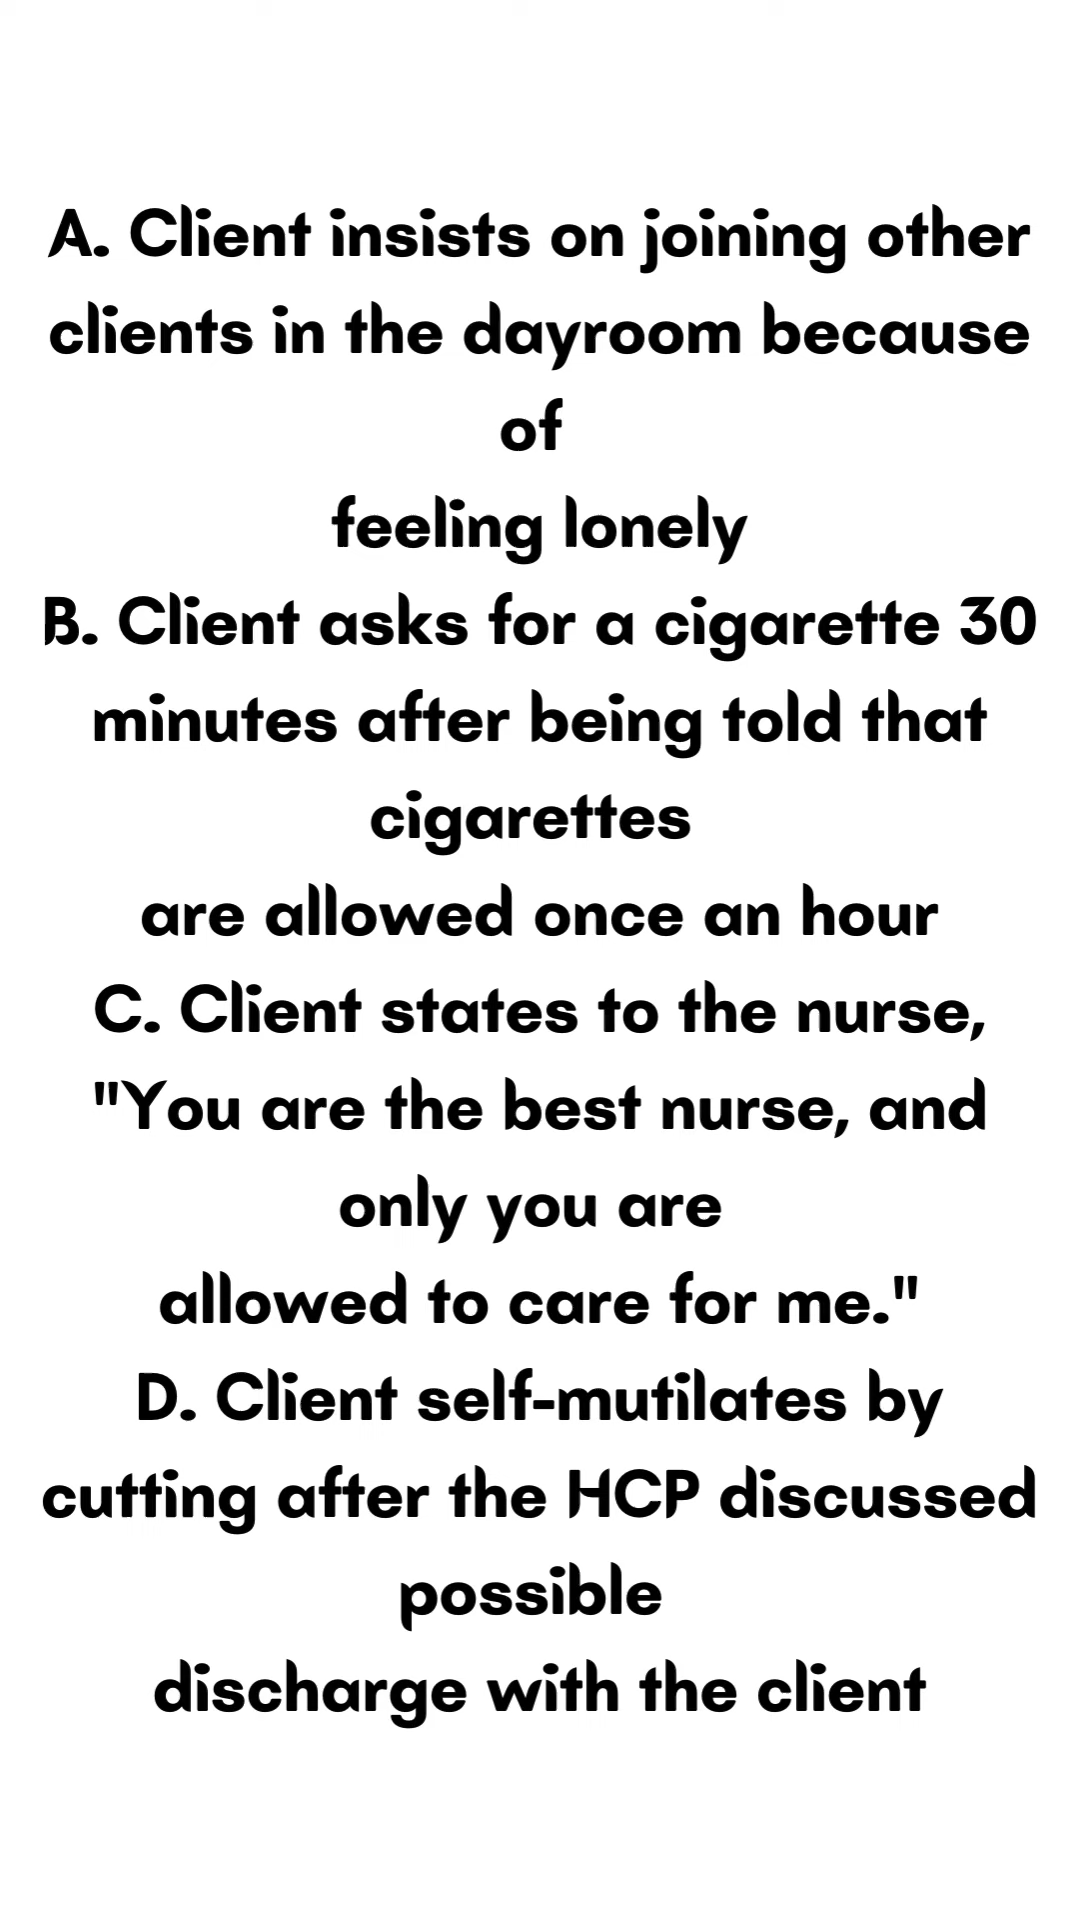 A. Client insists on joining other
clients in the dayroom because
of
feeling lonely
B. Client asks for a cigarette 30
minutes after being told that
cigarettes
are allowed once an hour
C. Client states to the nurse,
"You are the best nurse, and
only you are
allowed to care for me."
D. Client self-mutilates by
cutting after the HCP discussed
possible
discharge with the client